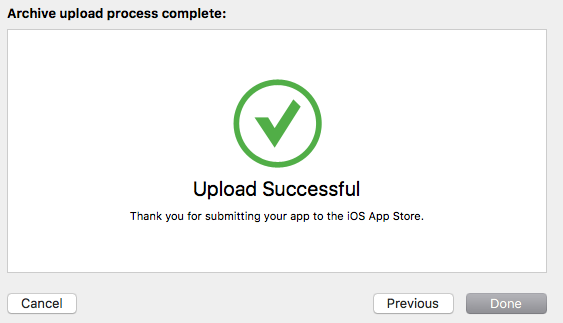 Archive upload process complete:
Upload Successful
Thank you for submitting your app to the iOS App Store.
Cancel
Previous
Done